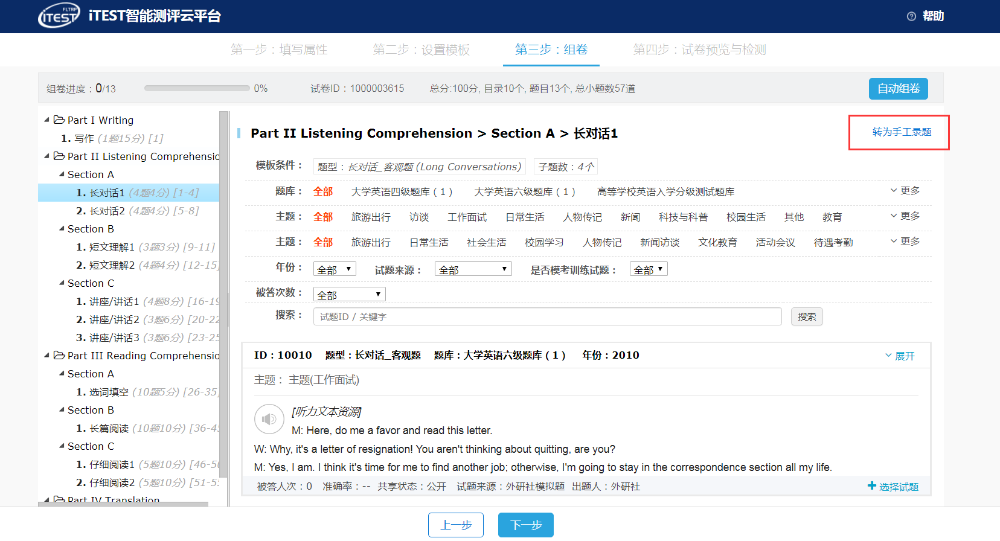 FLTRP
iTEST
iTEST智能测评云平台
帮助
第一步：填写属性
第二步：设置模板
第三步：组卷
第四步：试卷预览与检测
组卷进度：0/13
0%
试卷ID：1000003615
总分:100分, 目录10个, 题目13个, 总小题数57道
自动组卷
Part I Writing
1. 写作 (1题15分) [1]
Part II Listening Comprehensio
Section A
1. 长对话1 (4题4分) [1-4]
2. 长对话2 (4题4分) [5-8]
Section B
1. 短文理解1 (3题3分) [9-11]
2. 短文理解2 (4题4分) [12-15]
Section C
1. 讲座/讲话1 (4题8分) [16-19
2. 讲座/讲话2 (3题6分) [20-22
3. 讲座/讲话3 (3题6分) [23-25
Part III Reading Comprehensio
Section A
1. 选词填空 (10题5分) [26-35]
Section B
1. 长篇阅读 (10题10分) [36-45
Section C
1. 仔细阅读1 (5题10分) [46-50
2. 仔细阅读2 (5题10分) [51-55
Part IV Translation
Part II Listening Comprehension > Section A > 长对话1
转为手工录题
模板条件： 题型：长对话_客观题 (Long Conversations) 子题数：4个
题库： 全部 大学英语四级题库（1） 大学英语六级题库（1） 高等学校英语入学分级测试题库 更多
主题： 全部 旅游出行 访谈 工作面试 日常生活 人物传记 新闻 科技与科普 校园生活 其他 教育 更多
主题： 全部 旅游出行 日常生活 社会生活 校园学习 人物传记 新闻访谈 文化教育 活动会议 待遇考勤 更多
年份： 全部 试题来源： 全部 是否模考训练试题： 全部
被答次数： 全部
搜索： 试题ID / 关键字 搜索
ID：10010 题型：长对话_客观题 题库：大学英语六级题库（1） 年份：2010 展开
主题： 主题(工作面试)
[听力文本资源]
M: Here, do me a favor and read this letter.
W: Why, it's a letter of resignation! You aren't thinking about quitting, are you?
M: Yes, I am. I think it's time for me to find another job; otherwise, I'm going to stay in the correspondence section all my life.
被答人次：0 准确率：-- 共享状态：公开 试题来源：外研社模拟题 出题人：外研社 选择试题
上一步
下一步